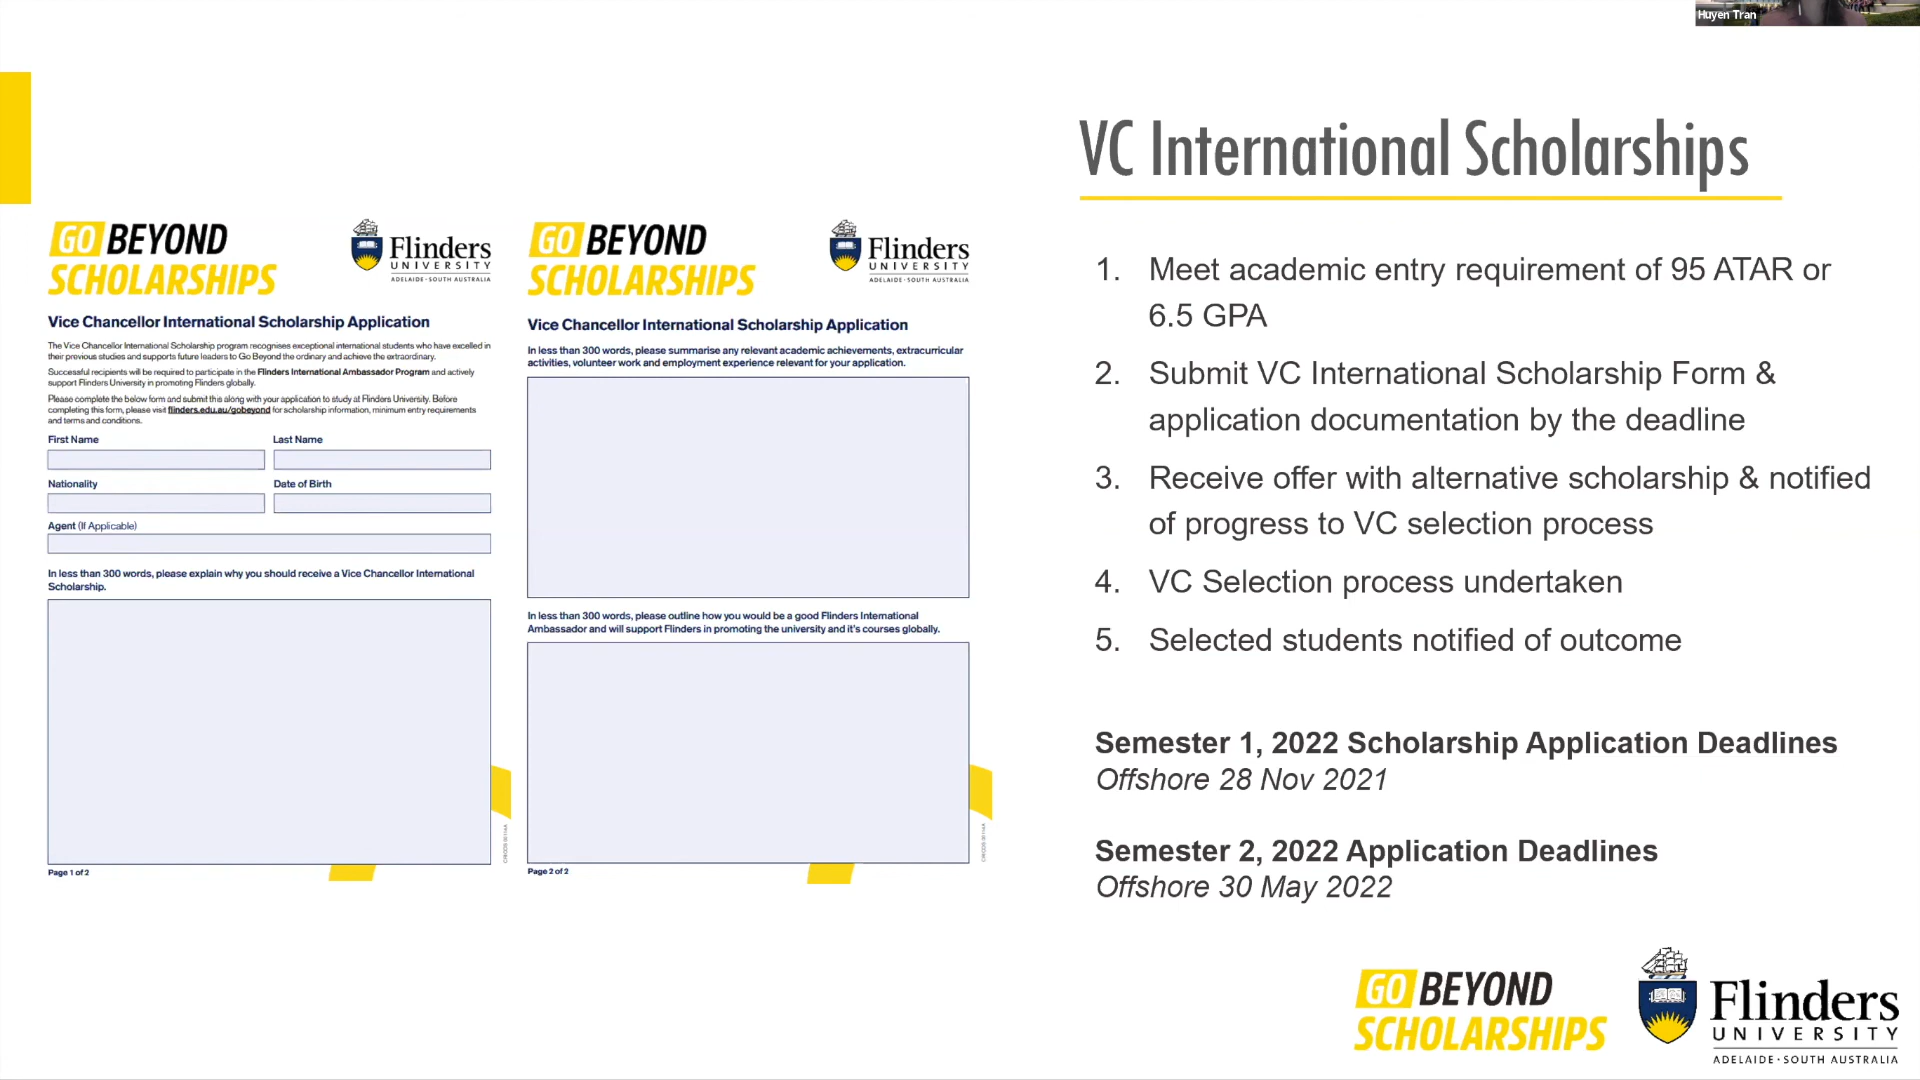 Huyen Tran
GO BEYOND
SCHOLARSHIPS
Flinders
UNIVERSITY
ADELAIDE · SOUTH AUSTRALIA
Vice Chancellor International Scholarship Application
The Vice Chancellor International Scholarship program recognises exceptional international students who have excelled in
their previous studies and supports future leaders to Go Beyond the ordinary and achieve the extraordinary.
Successful recipients will be required to participate in the Flinders International Ambassador Program and actively
support Flinders University in promoting Flinders globally.
Please complete the below form and submit this along with your application to study at Flinders University. Before
completing this form, please visit flinders.edu.au/gobeyond for scholarship information, minimum entry requirements
and terms and conditions.
First Name
Last Name
Nationality
Date of Birth
Agent (If Applicable)
In less than 300 words, please explain why you should receive a Vice Chancellor International
Scholarship.
Page 1 of 2
GO BEYOND
SCHOLARSHIPS
Flinders
UNIVERSITY
ADELAIDE · SOUTH AUSTRALIA
Vice Chancellor International Scholarship Application
In less than 300 words, please summarise any relevant academic achievements, extracurricular
activities, volunteer work and employment experience relevant for your application.
In less than 300 words, please outline how you would be a good Flinders International
Ambassador and will support Flinders in promoting the university and it's courses globally.
Page 2 of 2
VC International Scholarships
1. Meet academic entry requirement of 95 ATAR or
6.5 GPA
2. Submit VC International Scholarship Form &
application documentation by the deadline
3. Receive offer with alternative scholarship & notified
of progress to VC selection process
4. VC Selection process undertaken
5. Selected students notified of outcome
Semester 1, 2022 Scholarship Application Deadlines
Offshore 28 Nov 2021
Semester 2, 2022 Application Deadlines
Offshore 30 May 2022
GO BEYOND
SCHOLARSHIPS
Flinders
UNIVERSITY
ADELAIDE · SOUTH AUSTRALIA